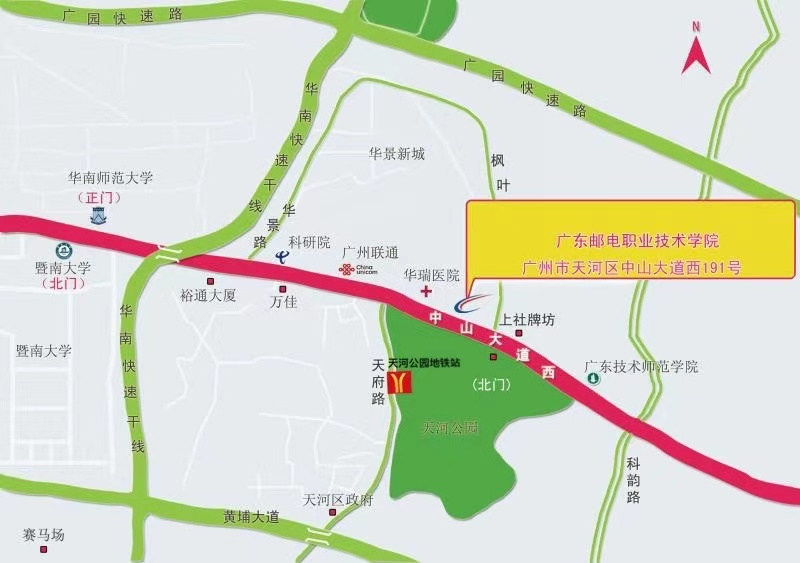 广园快速路
N
广园快速路
华南快速干线
华景新城
枫叶
华南师范大学
(正门)
华景路
科研院
广州联通
China
unicom
广东邮电职业技术学院
广州市天河区中山大道西191号
暨南大学
(北门)
华瑞医院
裕通大厦
万佳
中山大道西
上社牌坊
华南快速干线
暨南大学
天河公园地铁站
天府路
(北门)
广东技术师范学院
天河公园
科韵路
天河区政府
黄埔大道
赛马场